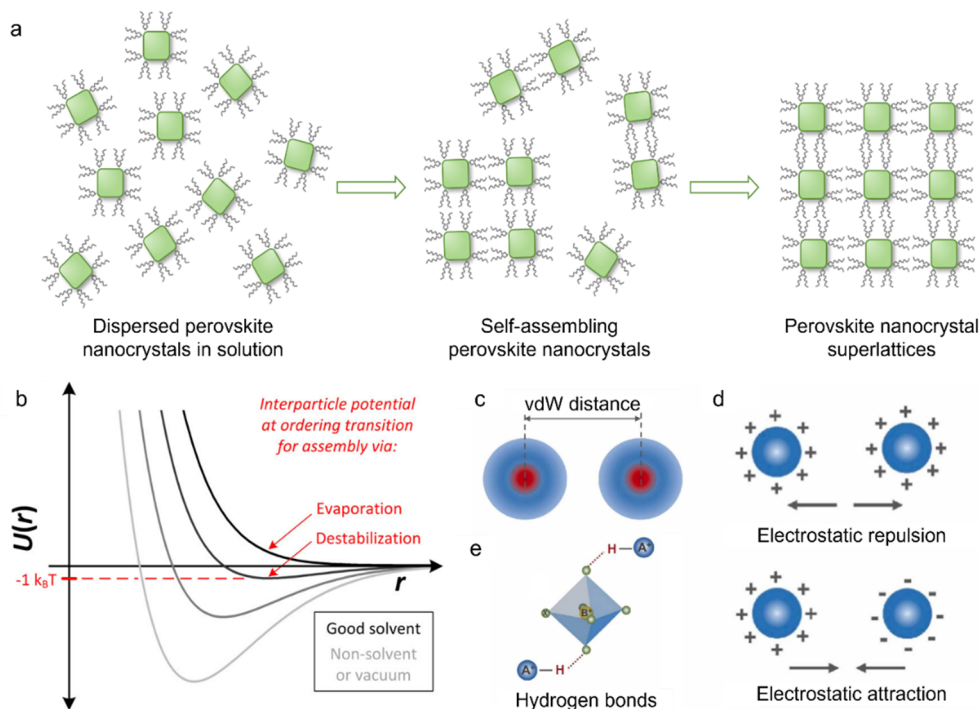 a
Dispersed perovskite
nanocrystals in solution
Self-assembling
perovskite nanocrystals
Perovskite nanocrystal
superlattices
b
U(r)
Interparticle potential
at ordering transition
for assembly via:
Evaporation
Destabilization
-1 kBT
r
Good solvent
Non-solvent
or vacuum
c
vdW distance
d
+ + + + + + + +
+ + + + + + + +
Electrostatic repulsion
+ + + + + + + +
- - - - - - - -
Electrostatic attraction
e
H — A+
B+
A+ — H
Hydrogen bonds